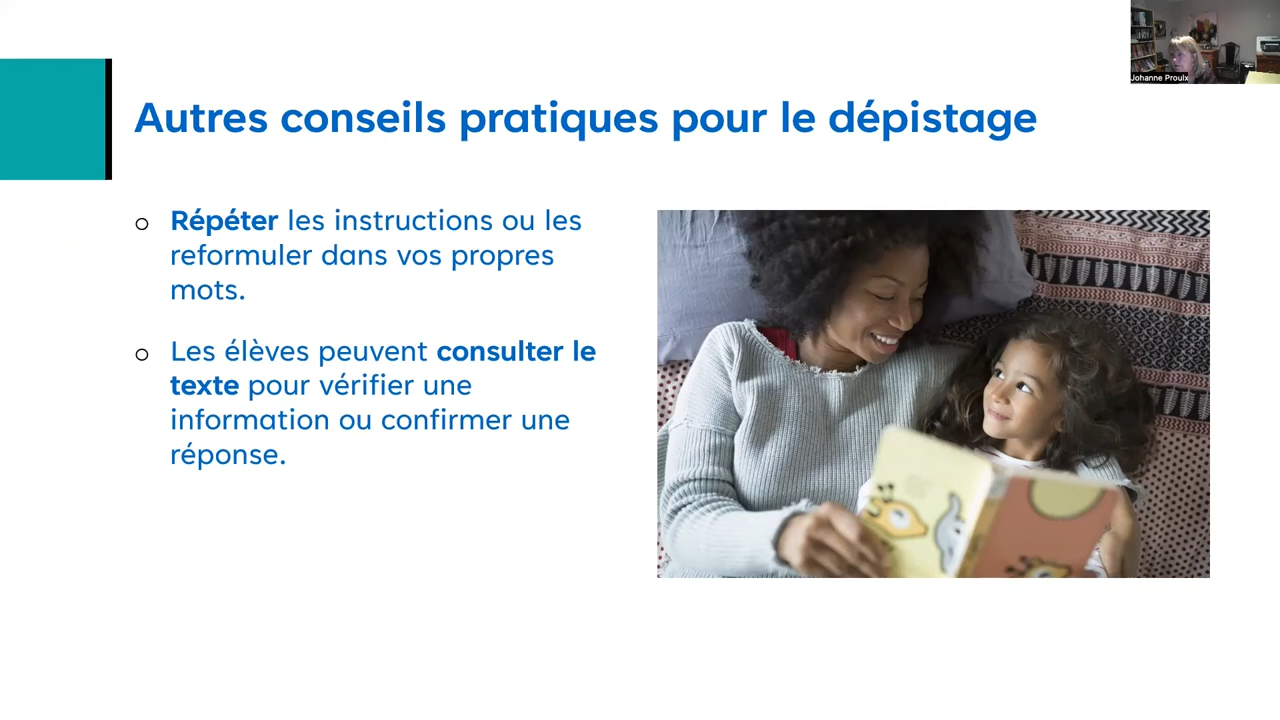 Johanne Proulx
Autres conseils pratiques pour le dépistage
o Répéter les instructions ou les
reformuler dans vos propres
mots.
o Les élèves peuvent consulter le
texte pour vérifier une
information ou confirmer une
réponse.